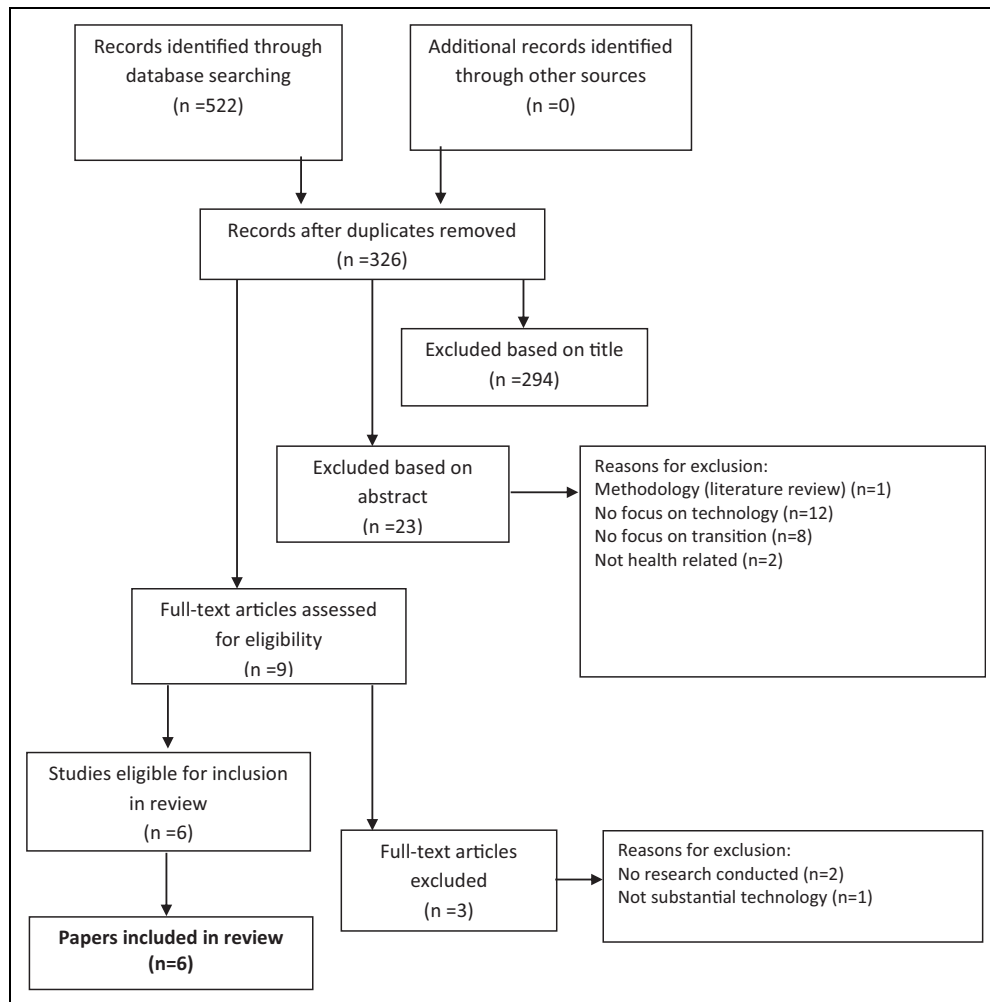 Records identified through
database searching
(n =522)
Additional records identified
through other sources
(n =0)
Records after duplicates removed
(n =326)
Excluded based on title
(n =294)
Excluded based on
abstract
(n =23)
Reasons for exclusion:
Methodology (literature review) (n=1)
No focus on technology (n=12)
No focus on transition (n=8)
Not health related (n=2)
Full-text articles assessed
for eligibility
(n =9)
Studies eligible for inclusion
in review
(n =6)
Full-text articles
excluded
(n =3)
Reasons for exclusion:
No research conducted (n=2)
Not substantial technology (n=1)
Papers included in review
(n=6)